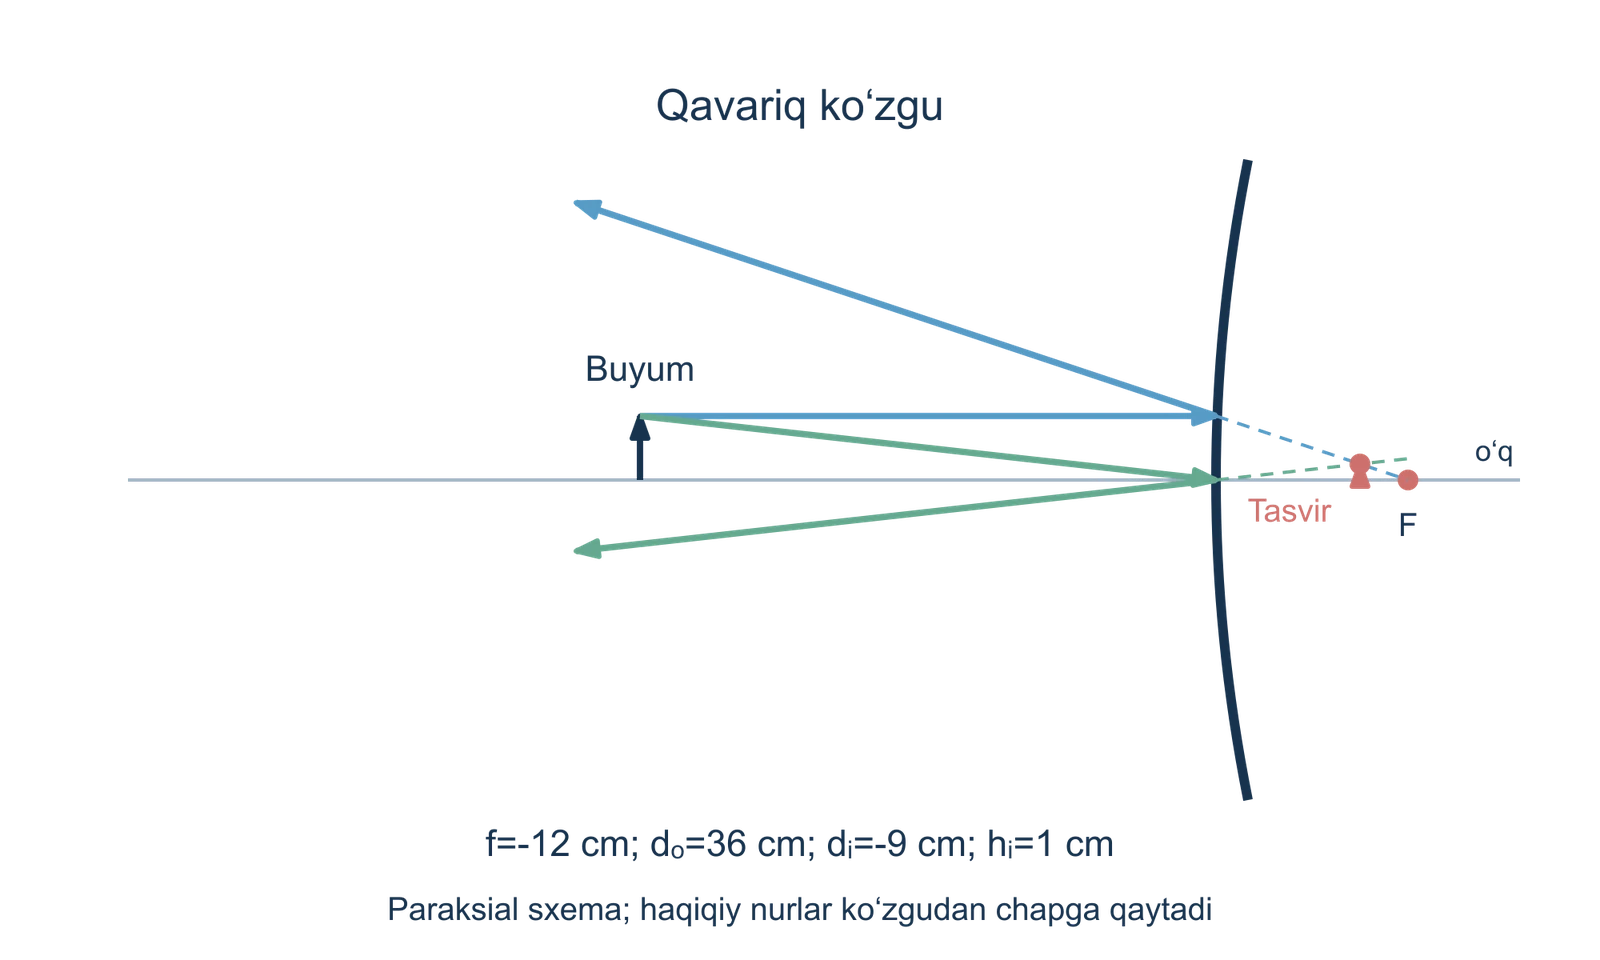 Qavariq ko‘zgu
Buyum
o‘q
Tasvir
F
f=-12 cm; dₒ=36 cm; dᵢ=-9 cm; hᵢ=1 cm
Paraksial sxema; haqiqiy nurlar ko‘zgudan chapga qaytadi